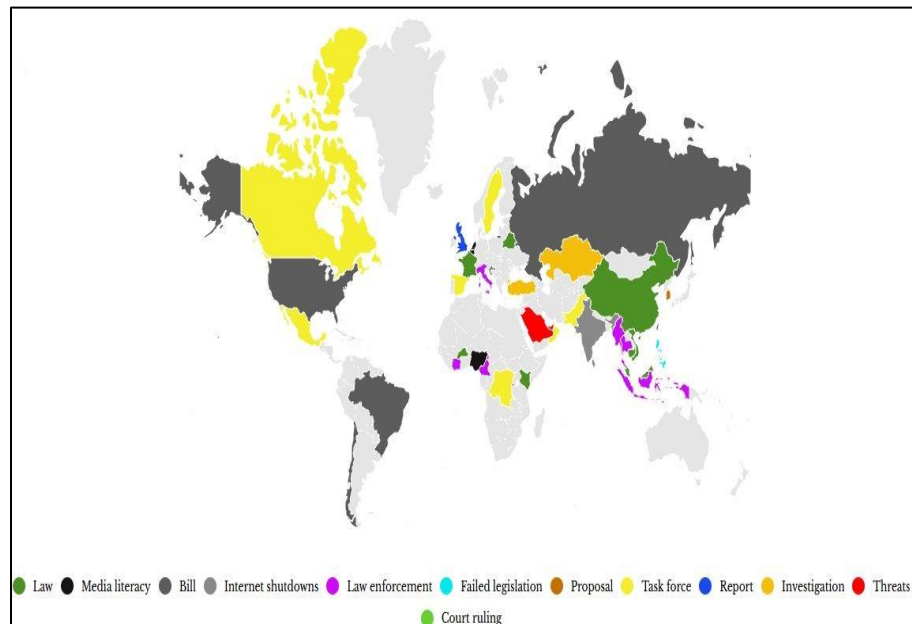 Law Media literacy Bill Internet shutdowns Law enforcement Failed legislation Proposal Task force Report Investigation Threats
Court ruling